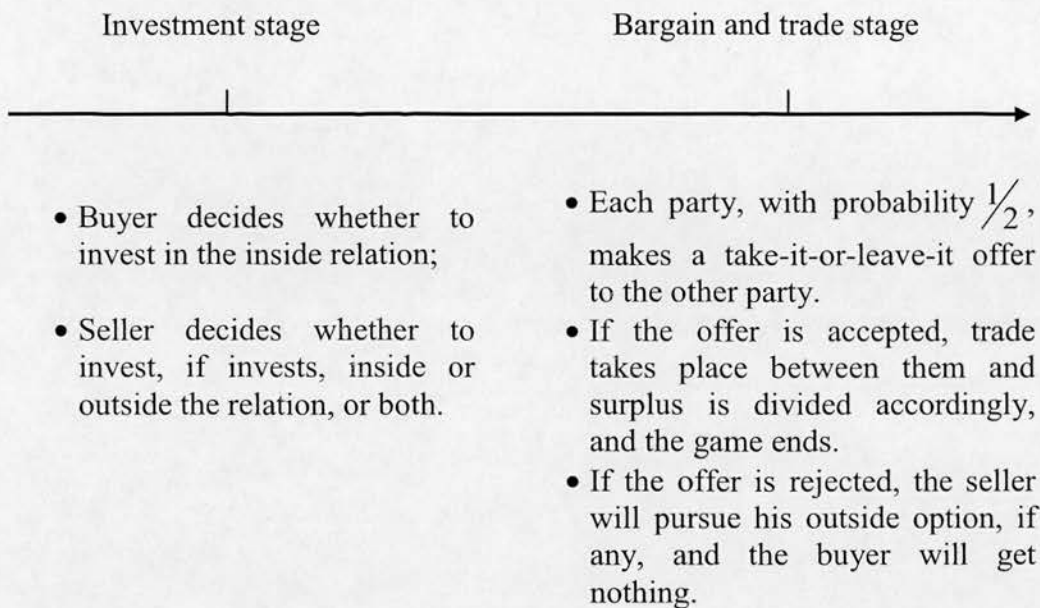 Investment stage
Bargain and trade stage
• Buyer decides whether to
invest in the inside relation;
• Seller decides whether to
invest, if invests, inside or
outside the relation, or both.
• Each party, with probability 1/2,
makes a take-it-or-leave-it offer
to the other party.
• If the offer is accepted, trade
takes place between them and
surplus is divided accordingly,
and the game ends.
• If the offer is rejected, the seller
will pursue his outside option, if
any, and the buyer will get
nothing.